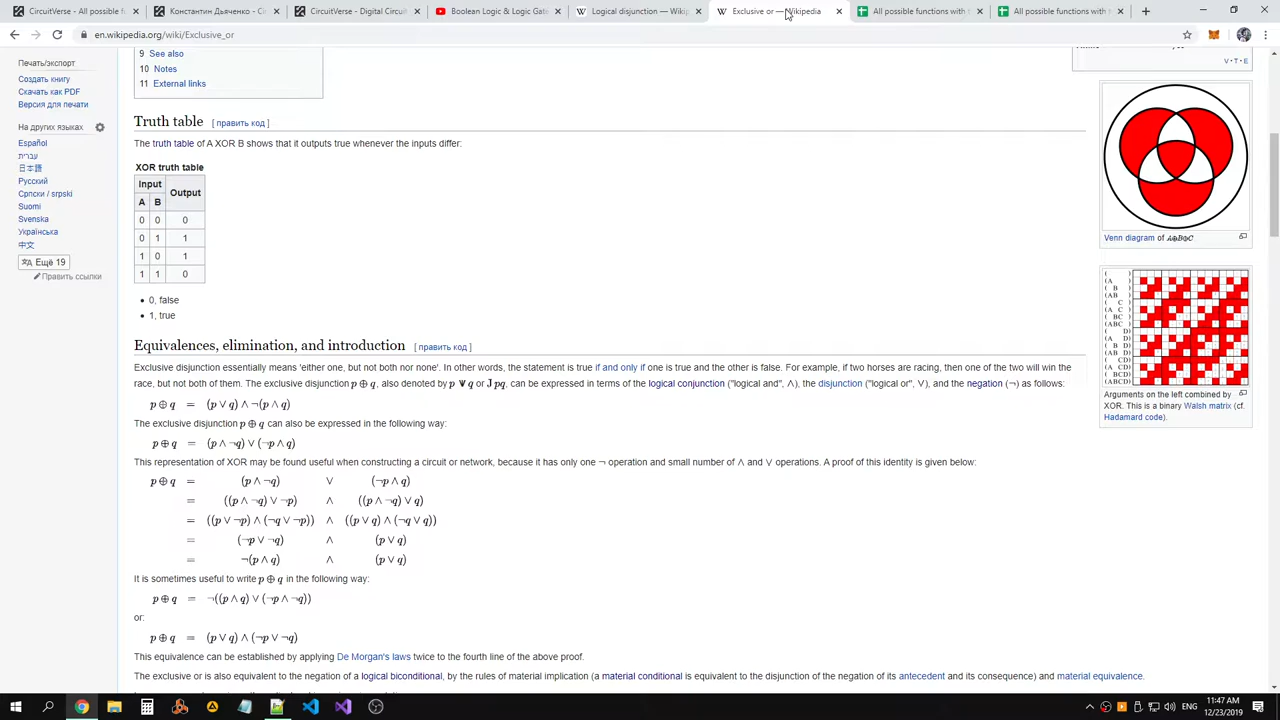 CircuitVerse - All possible fu
Константин Дьяченко - Ci
CircuitVerse - Digital Circuit
Boolean Logic & Logic Gate
Logical disjunction — Wikip
Exclusive or — Wikipedia
All possible functions with
All possible functions with
en.wikipedia.org/wiki/Exclusive_or
Печать/экспорт
Создать книгу
Скачать как PDF
Версия для печати
На других языках
Español
עברית
日本語
Русский
Српски / srpski
Suomi
Svenska
Українська
中文
Ещё 19
Править ссылки
9 See also
10 Notes
11 External links
V · T · E
Truth table [ править код ]
The truth table of A XOR B shows that it outputs true whenever the inputs differ:
XOR truth table
Input Output
A B
0 0 0
0 1 1
1 0 1
1 1 0
• 0, false
• 1, true
Venn diagram of A⊕B⊕C
Equivalences, elimination, and introduction [ править код ]
Exclusive disjunction essentially means 'either one, but not both nor none'. In other words, the statement is true if and only if one is true and the other is false. For example, if two horses are racing, then one of the two will win the
race, but not both of them. The exclusive disjunction p ⊕ q, also denoted by p ⩛ q or Jpq, can be expressed in terms of the logical conjunction ("logical and", ∧), the disjunction ("logical or", ∨), and the negation (¬) as follows:
p ⊕ q = (p ∨ q) ∧ ¬(p ∧ q)
The exclusive disjunction p ⊕ q can also be expressed in the following way:
p ⊕ q = (p ∧ ¬q) ∨ (¬p ∧ q)
This representation of XOR may be found useful when constructing a circuit or network, because it has only one ¬ operation and small number of ∧ and ∨ operations. A proof of this identity is given below:
p ⊕ q = (p ∧ ¬q) ∨ (¬p ∧ q)
= ((p ∧ ¬q) ∨ ¬p) ∧ ((p ∧ ¬q) ∨ q)
= ((p ∨ ¬p) ∧ (¬q ∨ ¬p)) ∧ ((p ∨ q) ∧ (¬q ∨ q))
= (¬p ∨ ¬q) ∧ (p ∨ q)
= ¬(p ∧ q) ∧ (p ∨ q)
It is sometimes useful to write p ⊕ q in the following way:
p ⊕ q = ¬((p ∧ q) ∨ (¬p ∧ ¬q))
or:
p ⊕ q = (p ∨ q) ∧ (¬p ∨ ¬q)
This equivalence can be established by applying De Morgan's laws twice to the fourth line of the above proof.
The exclusive or is also equivalent to the negation of a logical biconditional, by the rules of material implication (a material conditional is equivalent to the disjunction of the negation of its antecedent and its consequence) and material equivalence.
( )
(A )
( B )
(AB )
( C )
(A C )
( BC )
(ABC )
( D)
(A D)
( B D)
(AB D)
( CD)
(A CD)
( BCD)
(ABCD)
Arguments on the left combined by
XOR. This is a binary Walsh matrix (cf.
Hadamard code).
ENG
11:47 AM
12/23/2019